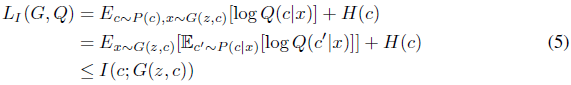 L_I(G, Q) = E_{c∼P(c),x∼G(z,c)}[log Q(c|x)] + H(c)
= E_{x∼G(z,c)}[𝔼_{c'∼P(c|x)}[log Q(c'|x)]] + H(c) (5)
≤ I(c; G(z, c))